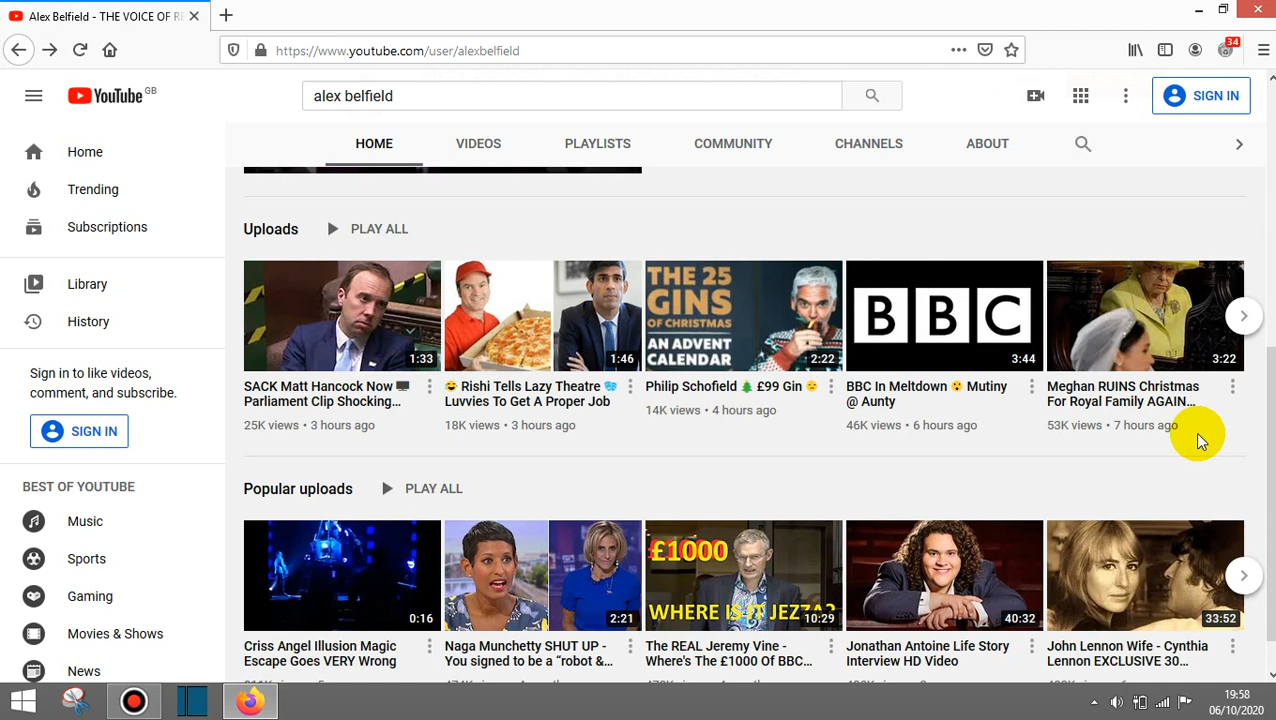 Alex Belfield - THE VOICE OF RE
https://www.youtube.com/user/alexbelfield
34
YouTube GB
alex belfield
SIGN IN
HOME
VIDEOS
PLAYLISTS
COMMUNITY
CHANNELS
ABOUT
Home
Trending
Subscriptions
Library
History
Sign in to like videos,
comment, and subscribe.
SIGN IN
BEST OF YOUTUBE
Music
Sports
Gaming
Movies & Shows
News
Uploads
PLAY ALL
1:33
SACK Matt Hancock Now
Parliament Clip Shocking...
25K views • 3 hours ago
1:46
Rishi Tells Lazy Theatre
Luvvies To Get A Proper Job
18K views • 3 hours ago
THE 25
GINS
OF CHRISTMAS
AN ADVENT
CALENDAR
2:22
Philip Schofield 🎄 £99 Gin
14K views • 4 hours ago
BBC
3:44
BBC In Meltdown 😮 Mutiny
@ Aunty
46K views • 6 hours ago
3:22
Meghan RUINS Christmas
For Royal Family AGAIN...
53K views • 7 hours ago
Popular uploads
PLAY ALL
0:16
Criss Angel Illusion Magic
Escape Goes VERY Wrong
2:21
Naga Munchetty SHUT UP -
You signed to be a “robot &...
£1000
WHERE IS IT JEZZA?
10:29
The REAL Jeremy Vine -
Where's The £1000 Of BBC...
40:32
Jonathan Antoine Life Story
Interview HD Video
33:52
John Lennon Wife - Cynthia
Lennon EXCLUSIVE 30...
19:58
06/10/2020